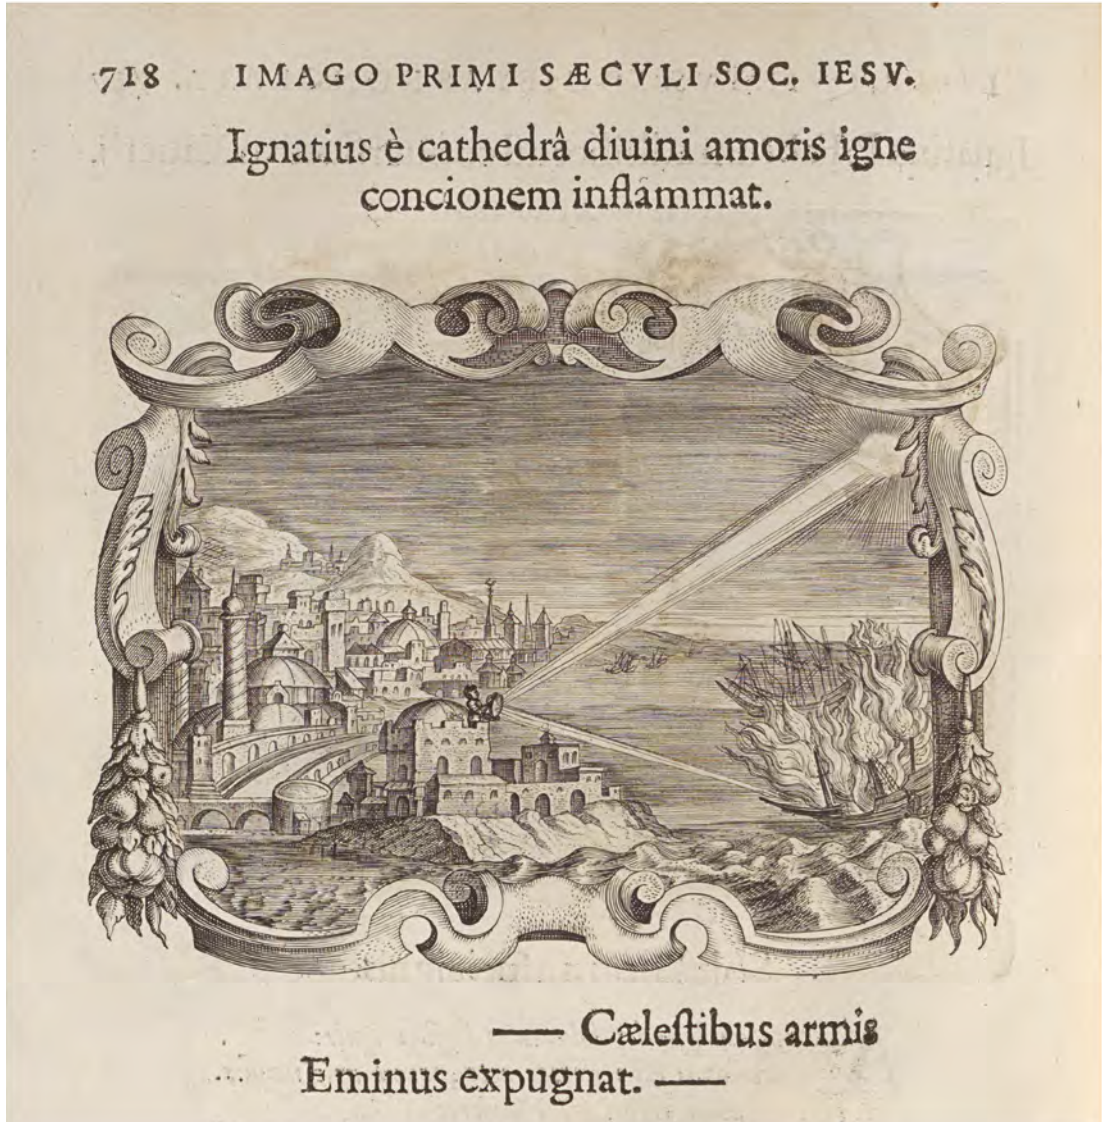 718 IMAGO PRIMI SÆCVLI SOC. IESV.
Ignatius è cathedrâ diuini amoris igne
concionem inflammat.
— Cæleſtibus armis
Eminus expugnat. —